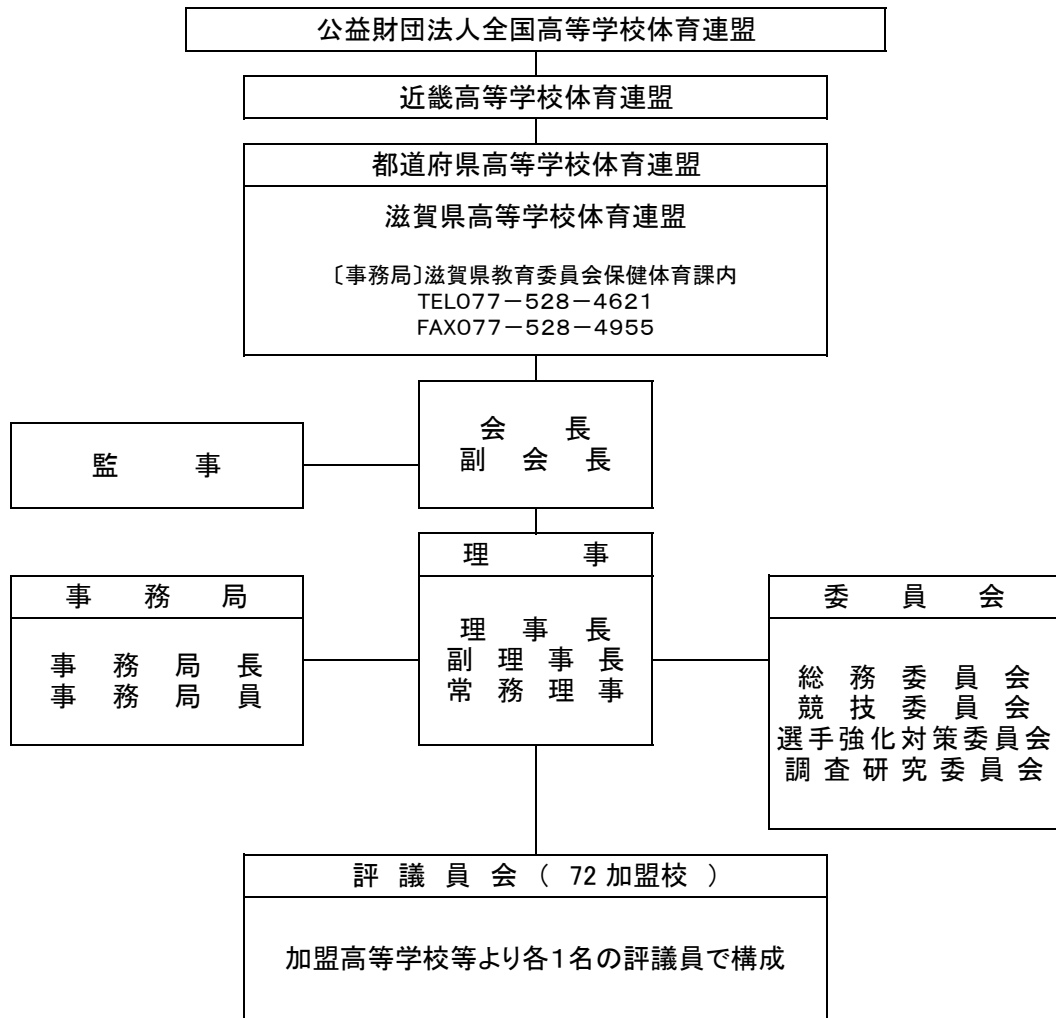 公益財団法人全国高等学校体育連盟
近畿高等学校体育連盟
都道府県高等学校体育連盟
滋賀県高等学校体育連盟
〔事務局〕滋賀県教育委員会保健体育課内
TEL077－528－4621
FAX077－528－4955
会長
副会長
監事
理事
理事長
副理事長
常務理事
事務局
事務局長
事務局員
委員会
総務委員会
競技委員会
選手強化対策委員会
調査研究委員会
評議員会（ 72 加盟校 ）
加盟高等学校等より各１名の評議員で構成